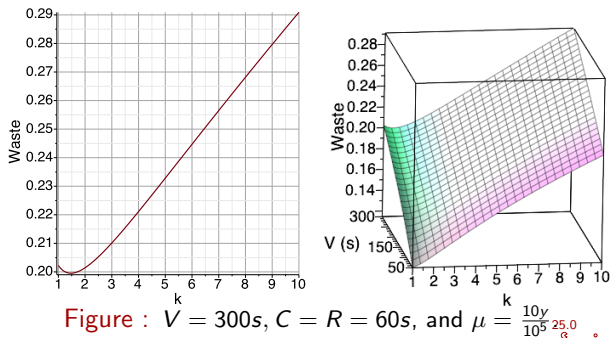 0.29
0.28
0.27
0.26
0.25
0.24
0.23
0.22
0.21
0.20
Waste
1 2 3 4 5 6 7 8 9 10
k
0.28
0.26
0.24
0.22
0.20
0.18
0.16
0.14
Waste
300
150
50
V (s)
1 2 3 4 5 6 7 8 9 10
k
Figure : V = 300s, C = R = 60s, and μ = 10y/10⁵
25.0